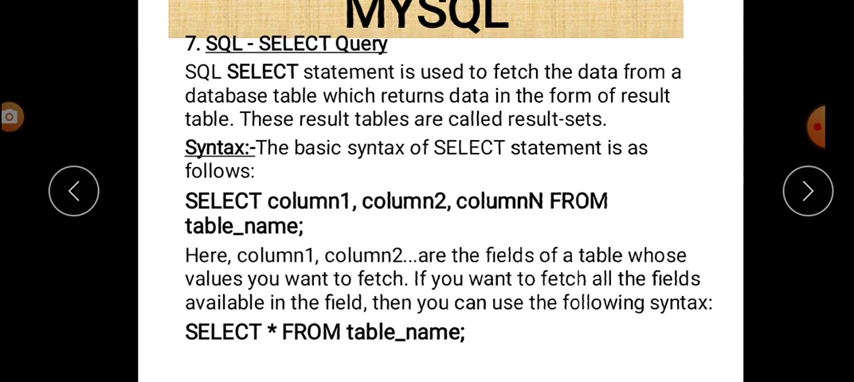 MYSQL
7. SQL - SELECT Query
SQL SELECT statement is used to fetch the data from a
database table which returns data in the form of result
table. These result tables are called result-sets.
Syntax:-The basic syntax of SELECT statement is as
follows:
SELECT column1, column2, columnN FROM
table_name;
Here, column1, column2...are the fields of a table whose
values you want to fetch. If you want to fetch all the fields
available in the field, then you can use the following syntax:
SELECT * FROM table_name;